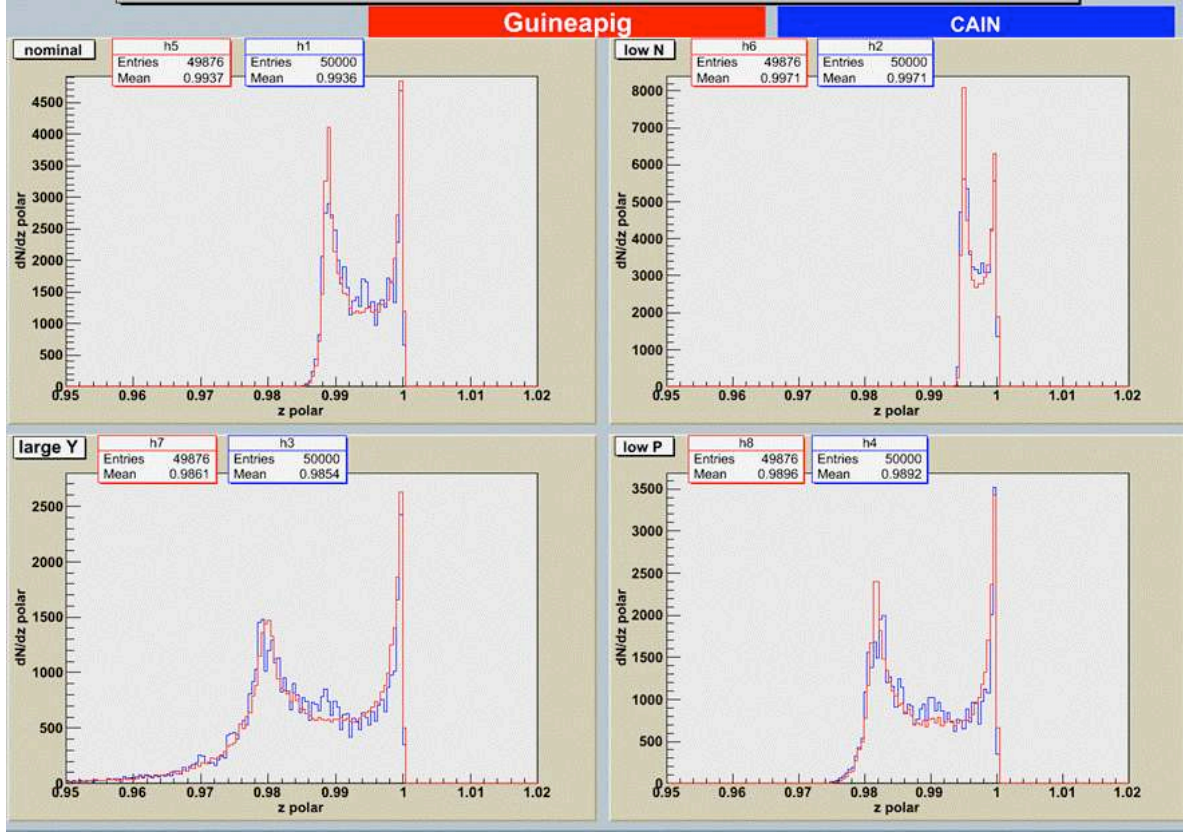 Guineapig CAIN
nominal
h5
Entries 49876
Mean 0.9937
h1
Entries 50000
Mean 0.9936
4500
4000
3500
3000
2500
2000
1500
1000
500
0
dN/dz polar
0.95 0.96 0.97 0.98 0.99 1 1.01 1.02
z polar
low N
h6
Entries 49876
Mean 0.9971
h2
Entries 50000
Mean 0.9971
8000
7000
6000
5000
4000
3000
2000
1000
0
dN/dz polar
0.95 0.96 0.97 0.98 0.99 1 1.01 1.02
z polar
large Y
h7
Entries 49876
Mean 0.9861
h3
Entries 50000
Mean 0.9854
2500
2000
1500
1000
500
0
dN/dz polar
0.95 0.96 0.97 0.98 0.99 1 1.01 1.02
z polar
low P
h8
Entries 49876
Mean 0.9896
h4
Entries 50000
Mean 0.9892
3500
3000
2500
2000
1500
1000
500
0
dN/dz polar
0.95 0.96 0.97 0.98 0.99 1 1.01 1.02
z polar